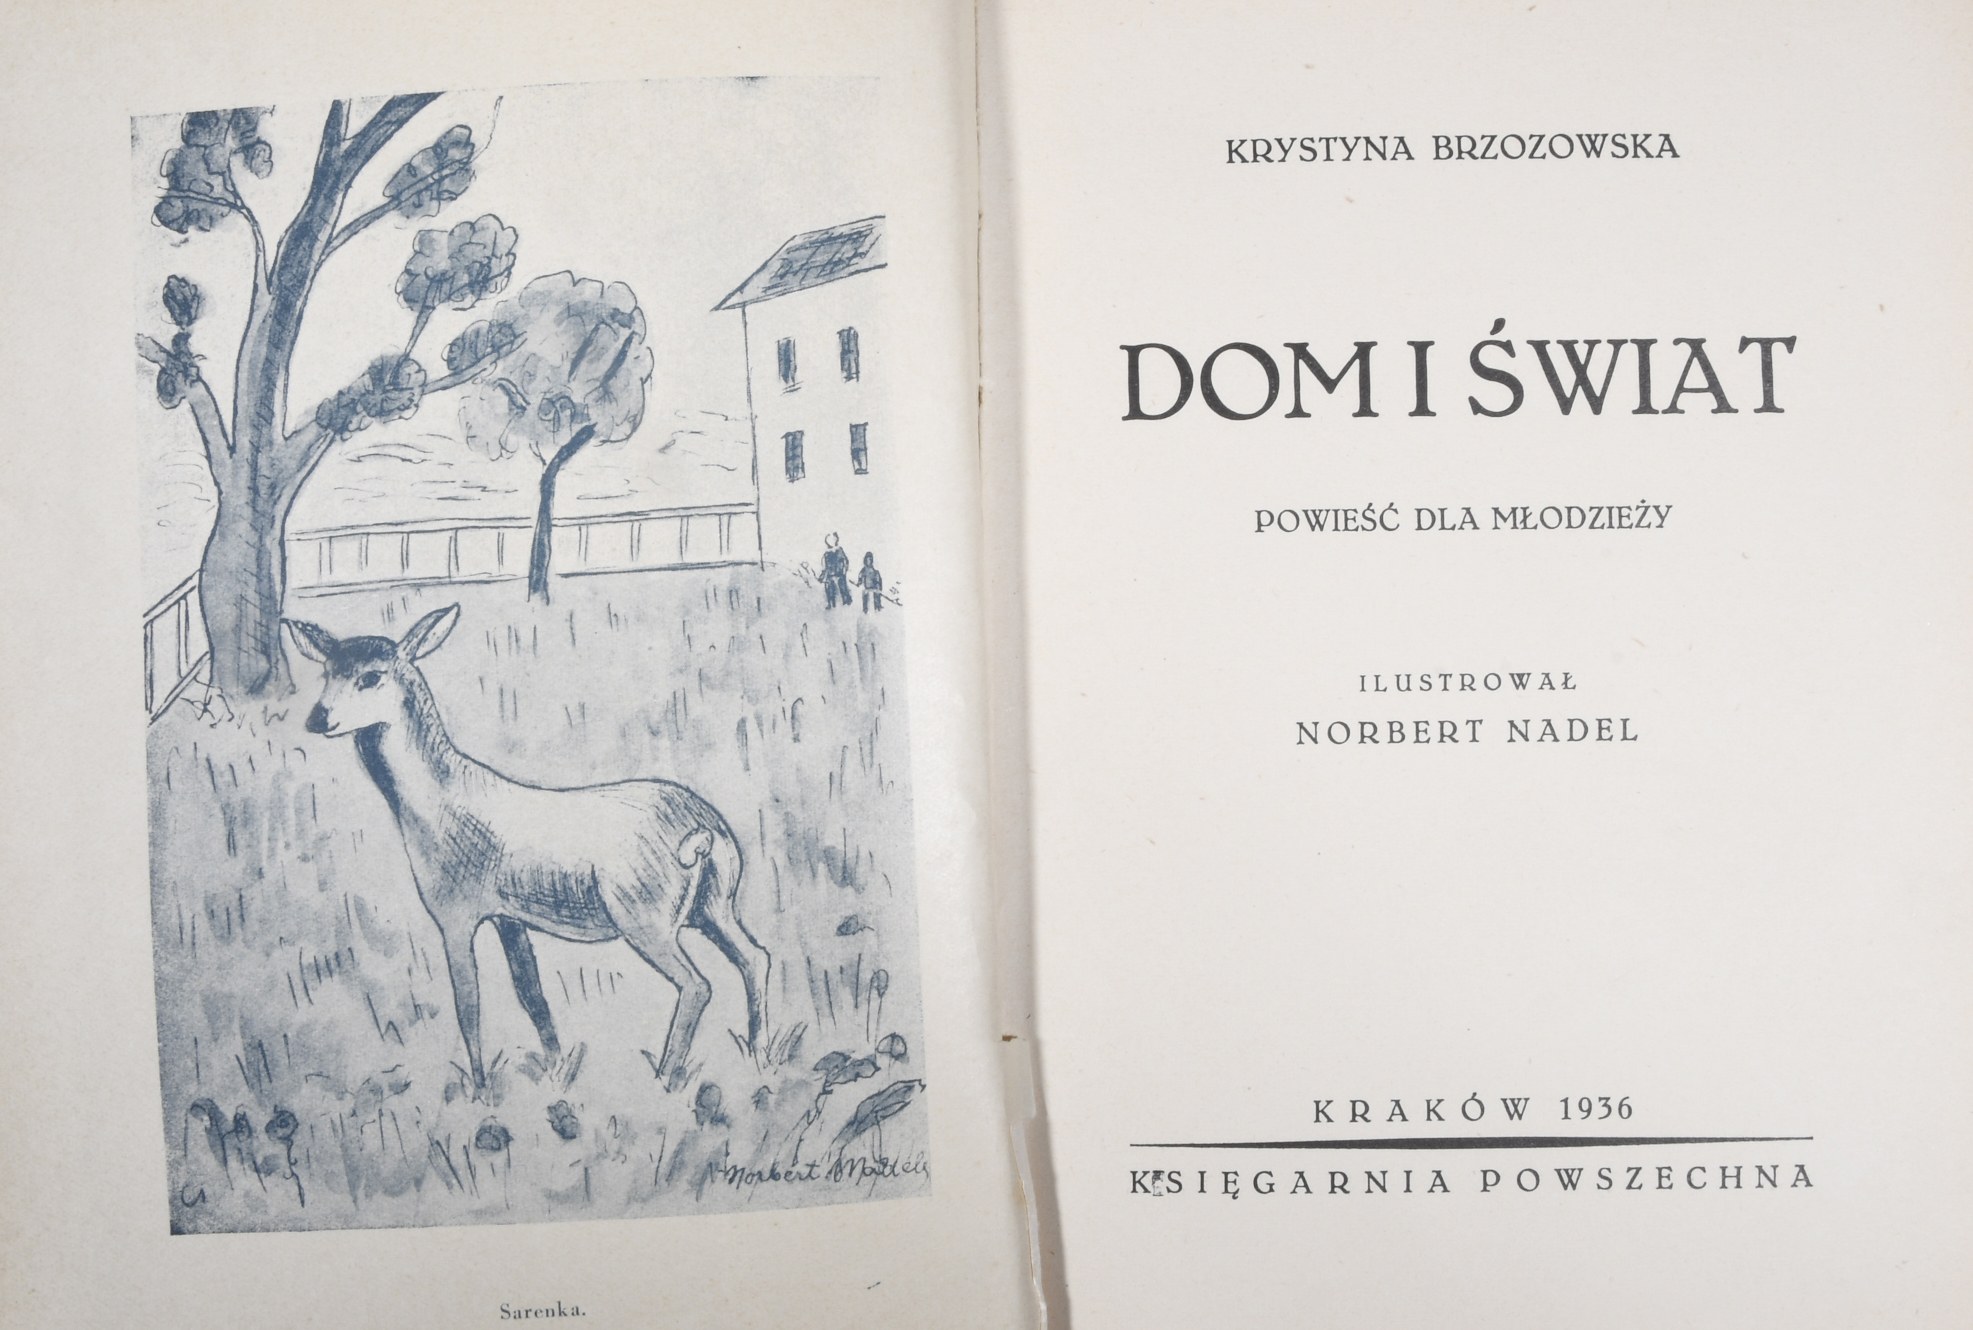 Norbert Nadel
Sarenka.
KRYSTYNA BRZOZOWSKA
DOM I ŚWIAT
POWIEŚĆ DLA MŁODZIEŻY
ILUSTROWAŁ
NORBERT NADEL
KRAKÓW 1936
KSIĘGARNIA POWSZECHNA